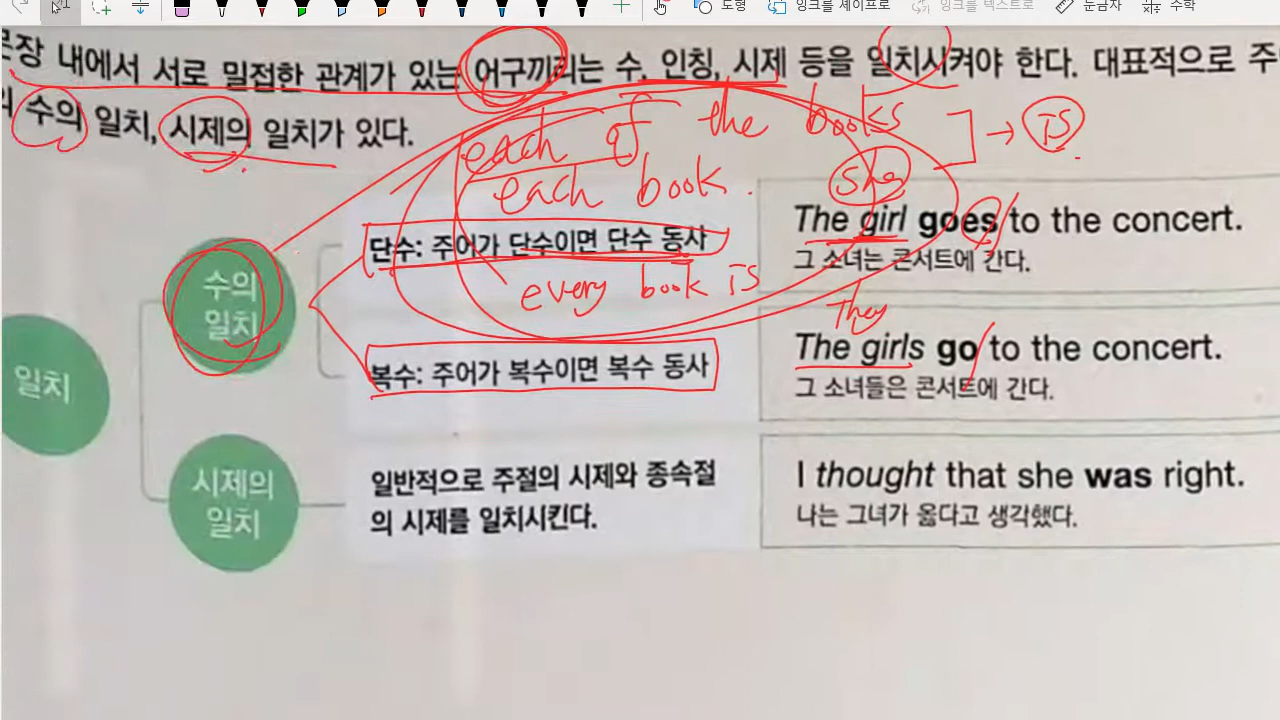 도형
잉크를 셰이프로
잉크를 텍스트로
눈금자
수학
문장 내에서 서로 밀접한 관계가 있는 어구끼리는 수, 인칭, 시제 등을 일치시켜야 한다. 대표적으로 주
의 수의 일치, 시제의 일치가 있다.
each of the books → is
each book.
every book is
she
They
일치
수의
일치
단수: 주어가 단수이면 단수 동사
The girl goes to the concert.
그 소녀는 콘서트에 간다.
복수: 주어가 복수이면 복수 동사
The girls go to the concert.
그 소녀들은 콘서트에 간다.
시제의
일치
일반적으로 주절의 시제와 종속절
의 시제를 일치시킨다.
I thought that she was right.
나는 그녀가 옳다고 생각했다.